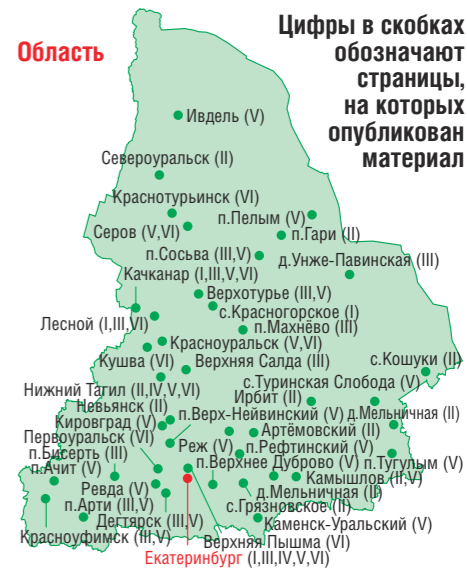 Область
Цифры в скобках
обозначают
страницы,
на которых
опубликован
материал
Ивдель (V)
Североуральск (II)
Краснотурьинск (VI)
п.Пелым (V)
Серов (V,VI)
п.Гари (II)
п.Сосьва (III,V)
д.Унже-Павинская (III)
Качканар (I,III,V,VI)
Верхотурье (III,V)
с.Красногорское (I)
Лесной (I,III,VI)
п.Махнёво (III)
Красноуральск (V,VI)
Кушва (VI)
Верхняя Салда (III)
с.Кошуки (II)
с.Туринская Слобода (V)
Нижний Тагил (II,IV,V,VI)
Ирбит (II)
Невьянск (II)
п.Верх-Нейвинский (V)
д.Мельничная (II)
Кировград (V)
Артёмовский (II)
Первоуральск (VI)
Реж (V)
п.Рефтинский (V)
п.Бисерть (III)
п.Верхнее Дуброво (V)
п.Тугулым (V)
п.Ачит (V)
Камышлов (II,V)
Ревда (V)
д.Мельничная (II)
п.Арти (III,V)
с.Грязновское (II)
Дегтярск (III,V)
Каменск-Уральский (V)
Красноуфимск (III,V)
Верхняя Пышма (VI)
Екатеринбург (I,III,IV,V,VI)